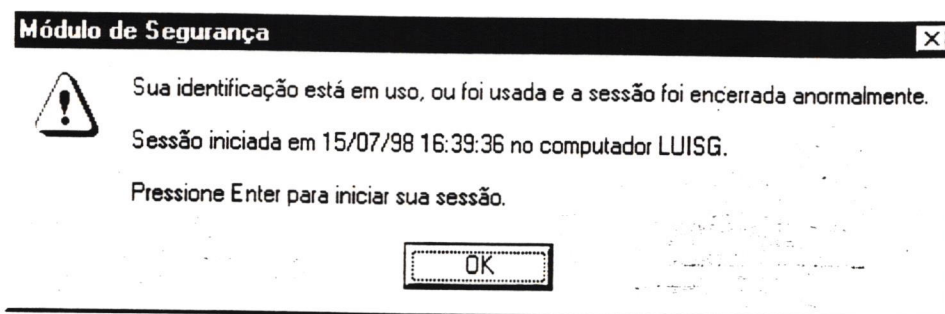 Módulo de Segurança
Sua identificação está em uso, ou foi usada e a sessão foi encerrada anormalmente.
Sessão iniciada em 15/07/98 16:39:36 no computador LUISG.
Pressione Enter para iniciar sua sessão.
OK